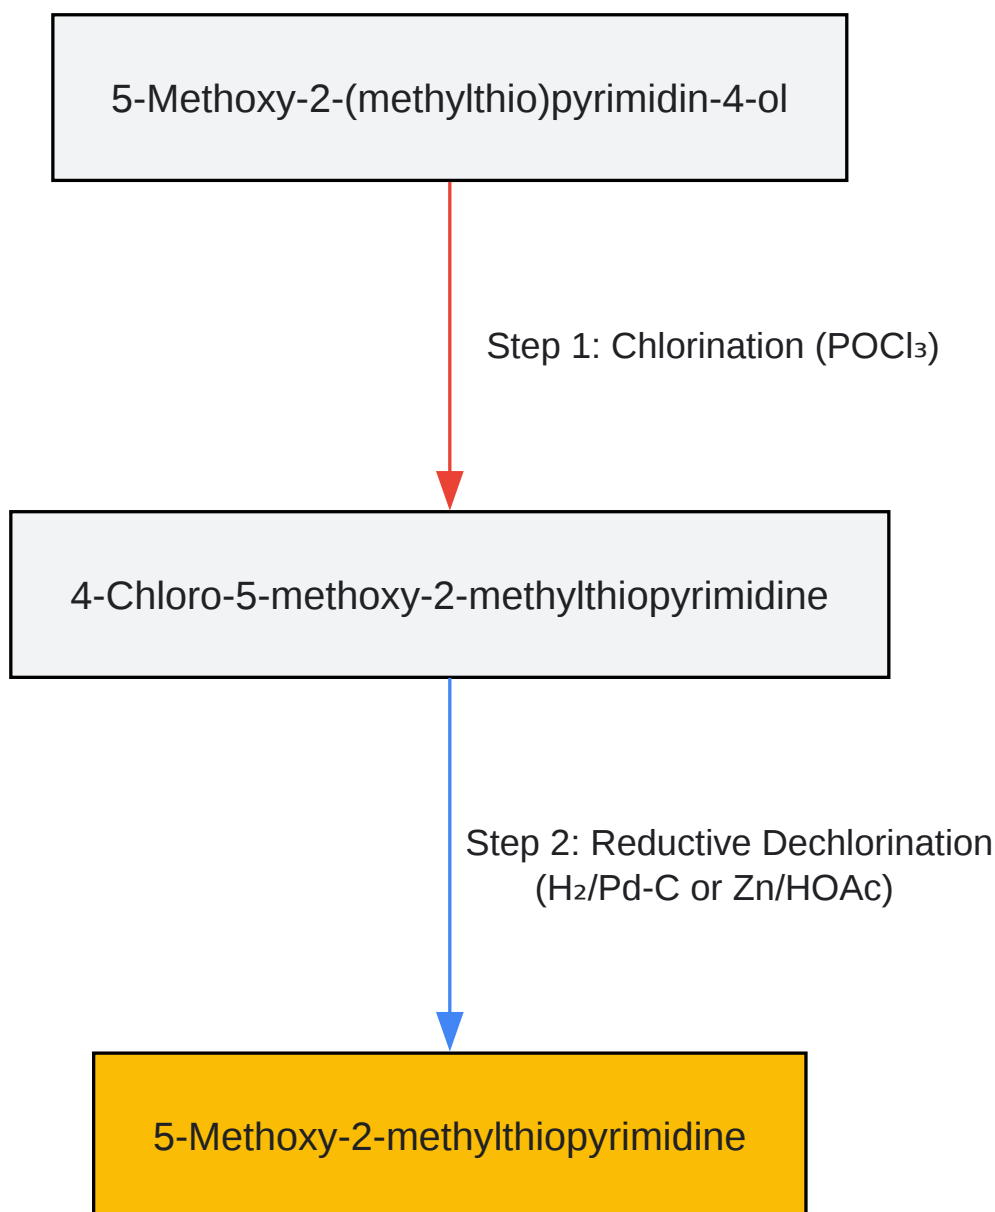 5-Methoxy-2-(methylthio)pyrimidin-4-ol
Step 1: Chlorination (POCl₃)
4-Chloro-5-methoxy-2-methylthiopyrimidine
Step 2: Reductive Dechlorination
(H₂/Pd-C or Zn/HOAc)
5-Methoxy-2-methylthiopyrimidine